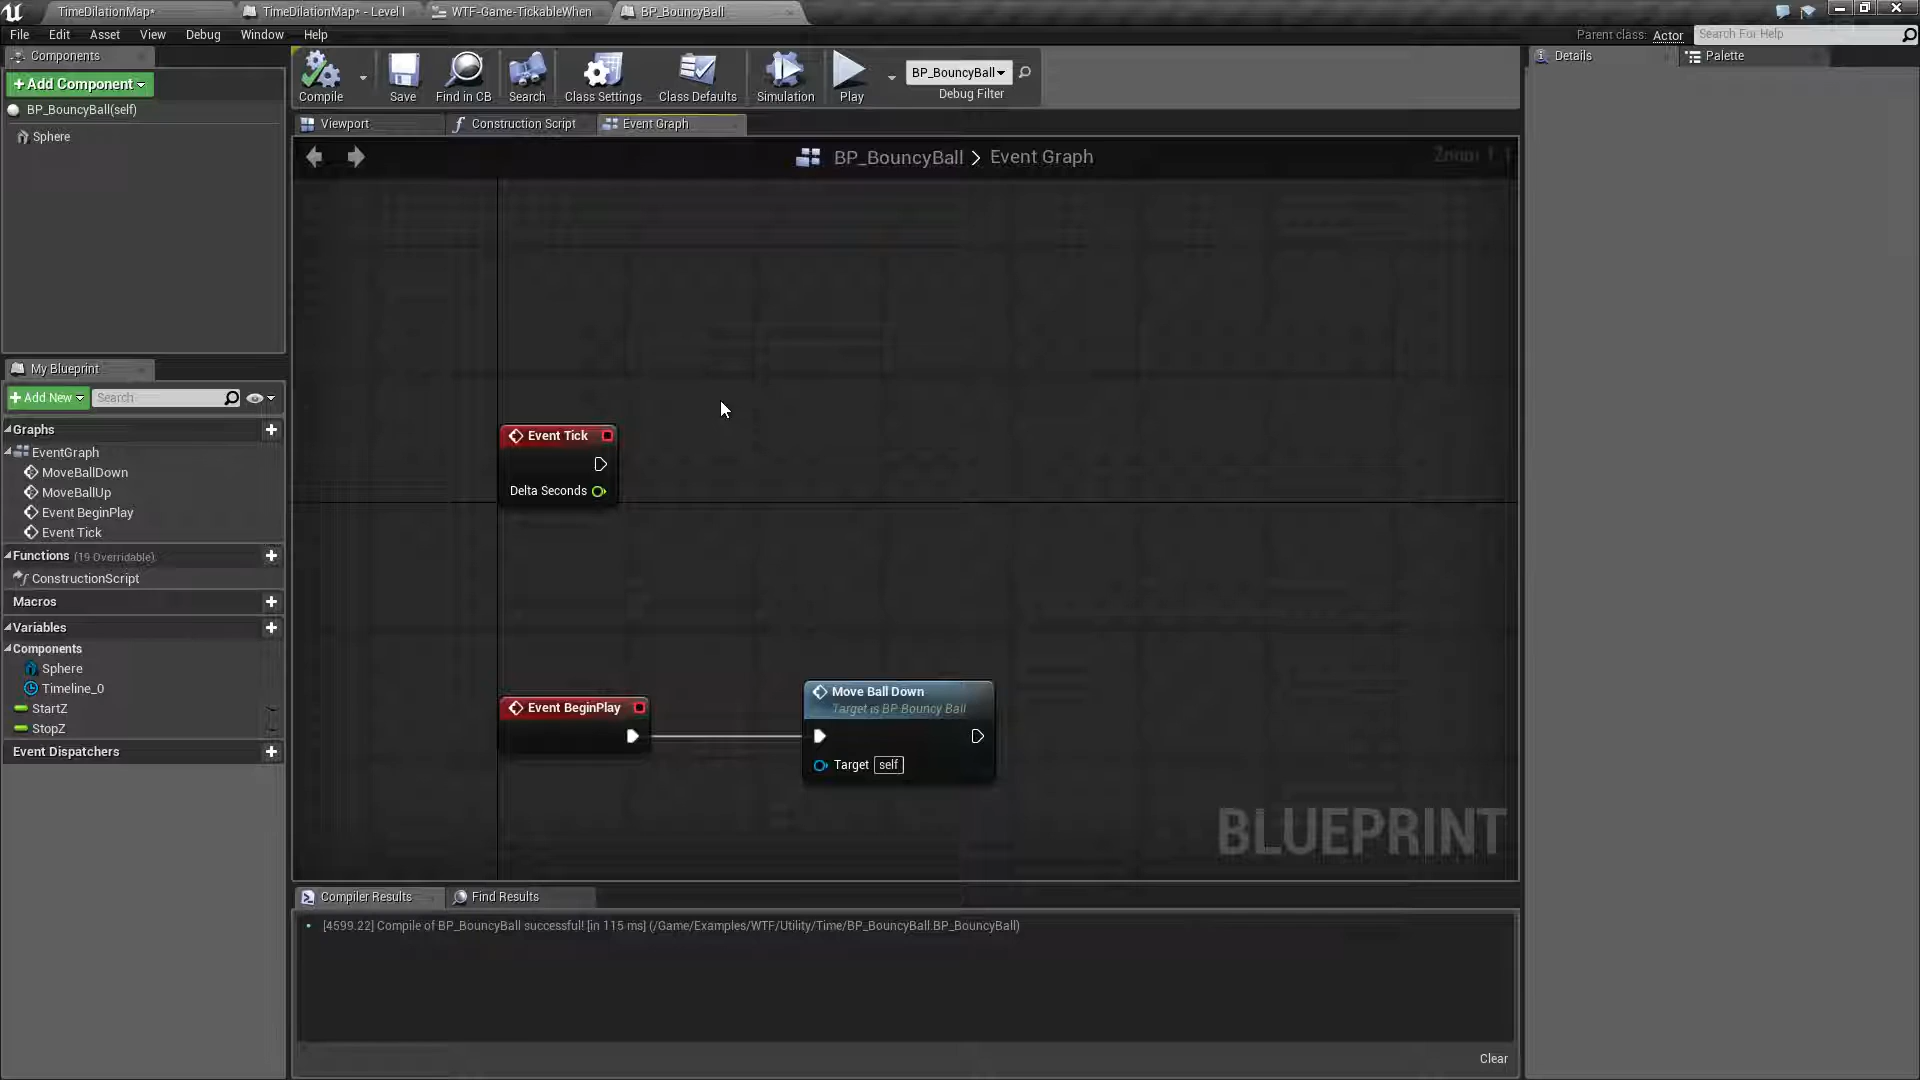 TimeDilationMap*
TimeDilationMap* - Level
WTF-Game-TickableWhen
BP_BouncyBall
File Edit Asset View Debug Window Help
Parent class: Actor
Search For Help
Components
+ Add Component
BP_BouncyBall(self)
Sphere
Compile
Save
Find in CB
Search
Class Settings
Class Defaults
Simulation
Play
BP_BouncyBall
Debug Filter
Details
Palette
Viewport
Construction Script
Event Graph
BP_BouncyBall > Event Graph
Event Tick
Delta Seconds
Event BeginPlay
Move Ball Down
Target is BP Bouncy Ball
Target self
BLUEPRINT
My Blueprint
+ Add New
Search
Graphs
EventGraph
MoveBallDown
MoveBallUp
Event BeginPlay
Event Tick
Functions (19 Overridable)
ConstructionScript
Macros
Variables
Components
Sphere
Timeline_0
StartZ
StopZ
Event Dispatchers
Compiler Results
Find Results
[4599.22] Compile of BP_BouncyBall successful! [in 115 ms] (/Game/Examples/WTF/Utility/Time/BP_BouncyBall.BP_BouncyBall)
Clear